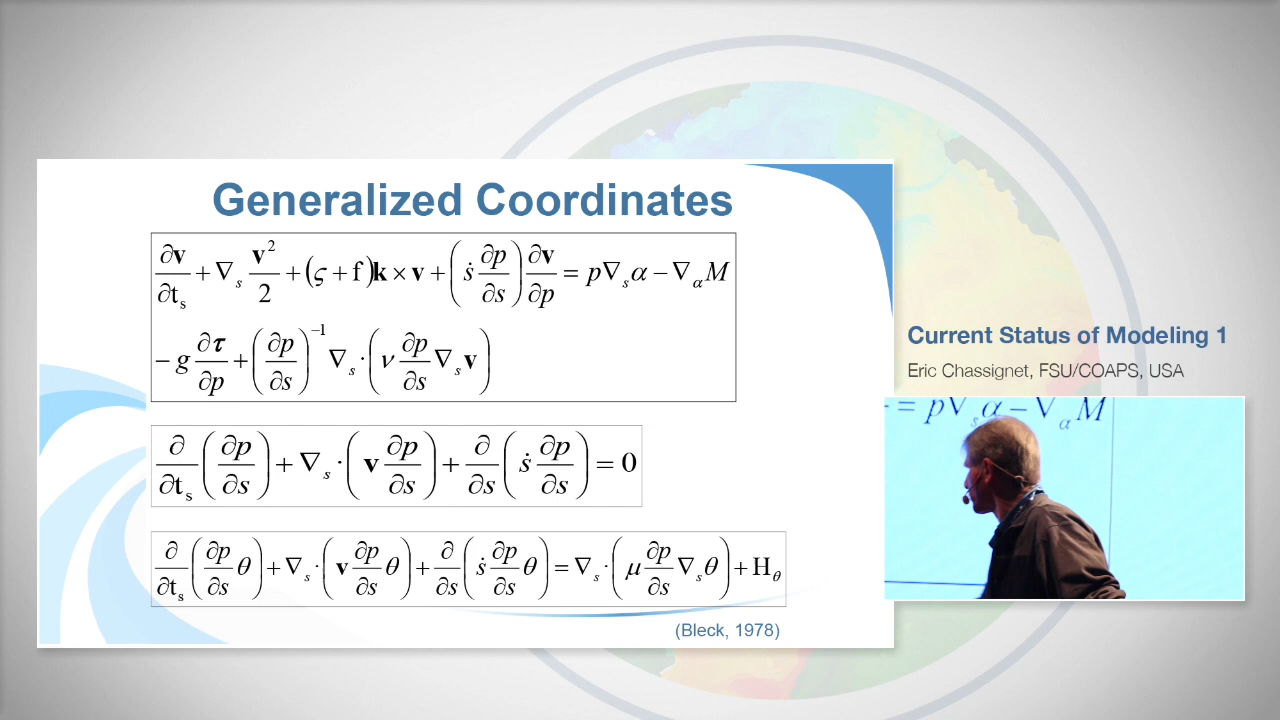 Generalized Coordinates
∂v/∂t_s + ∇_s v²/2 + (ς + f)k × v + (ṡ ∂p/∂s) ∂v/∂p = p∇_s α − ∇_α M
− g ∂τ/∂p + (∂p/∂s)^−1 ∇_s · (ν ∂p/∂s ∇_s v)
∂/∂t_s (∂p/∂s) + ∇_s · (v ∂p/∂s) + ∂/∂s (ṡ ∂p/∂s) = 0
∂/∂t_s (∂p/∂s θ) + ∇_s · (v ∂p/∂s θ) + ∂/∂s (ṡ ∂p/∂s θ) = ∇_s · (μ ∂p/∂s ∇_s θ) + H_θ
(Bleck, 1978)
Current Status of Modeling 1
Eric Chassignet, FSU/COAPS, USA
= p∇_s α − ∇_α M